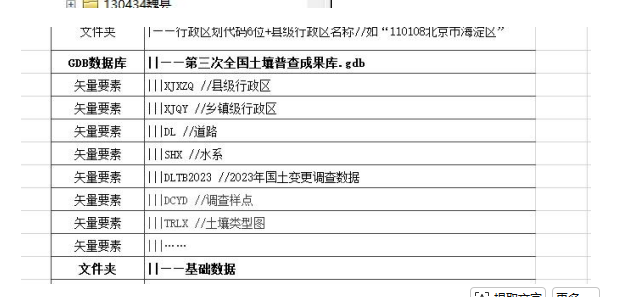 130434魏县
文件夹 |——行政区划代码6位+县级行政区名称//如“110108北京市海淀区”
GDB数据库 ||——第三次全国土壤普查成果库.gdb
矢量要素 |||XJXZQ //县级行政区
矢量要素 |||XJQY //乡镇级行政区
矢量要素 |||DL //道路
矢量要素 |||SHX //水系
矢量要素 |||DLTB2023 //2023年国土变更调查数据
矢量要素 |||DCYD //调查样点
矢量要素 |||TRLX //土壤类型图
矢量要素 |||……
文件夹 ||——基础数据
提取文字 更多